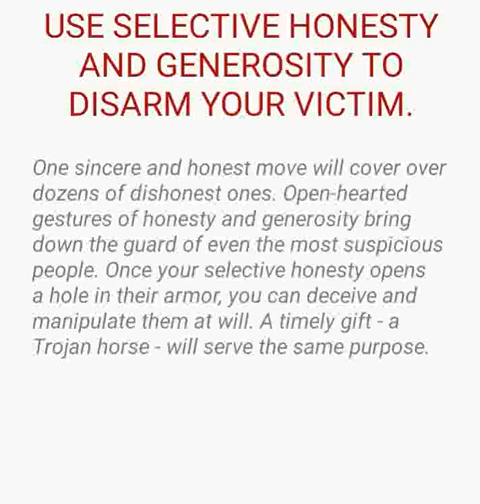 USE SELECTIVE HONESTY
AND GENEROSITY TO
DISARM YOUR VICTIM.
One sincere and honest move will cover over
dozens of dishonest ones. Open-hearted
gestures of honesty and generosity bring
down the guard of even the most suspicious
people. Once your selective honesty opens
a hole in their armor, you can deceive and
manipulate them at will. A timely gift - a
Trojan horse - will serve the same purpose.